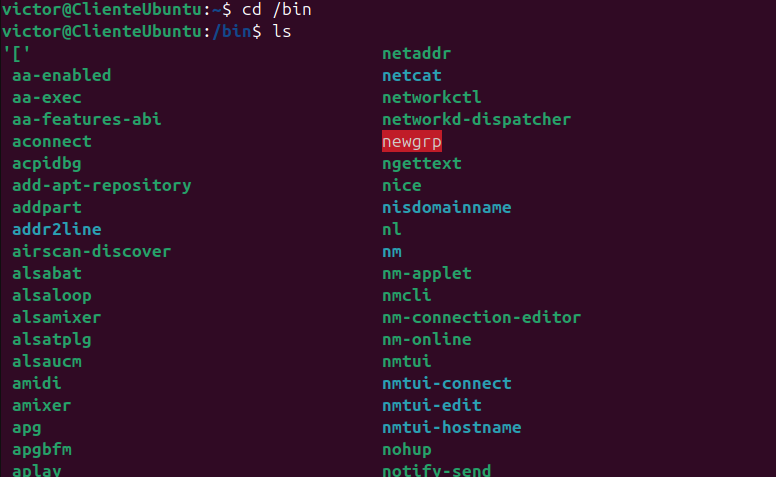 victor@ClienteUbuntu:~$ cd /bin
victor@ClienteUbuntu:/bin$ ls
'[' netaddr
aa-enabled netcat
aa-exec networkctl
aa-features-abi networkd-dispatcher
aconnect newgrp
acpidbg ngettext
add-apt-repository nice
addpart nisdomainname
addr2line nl
airscan-discover nm
alsabat nm-applet
alsaloop nmcli
alsamixer nm-connection-editor
alsatplg nm-online
alsaucm nmtui
amidi nmtui-connect
amixer nmtui-edit
apg nmtui-hostname
apgbfm nohup
aplay notify-send